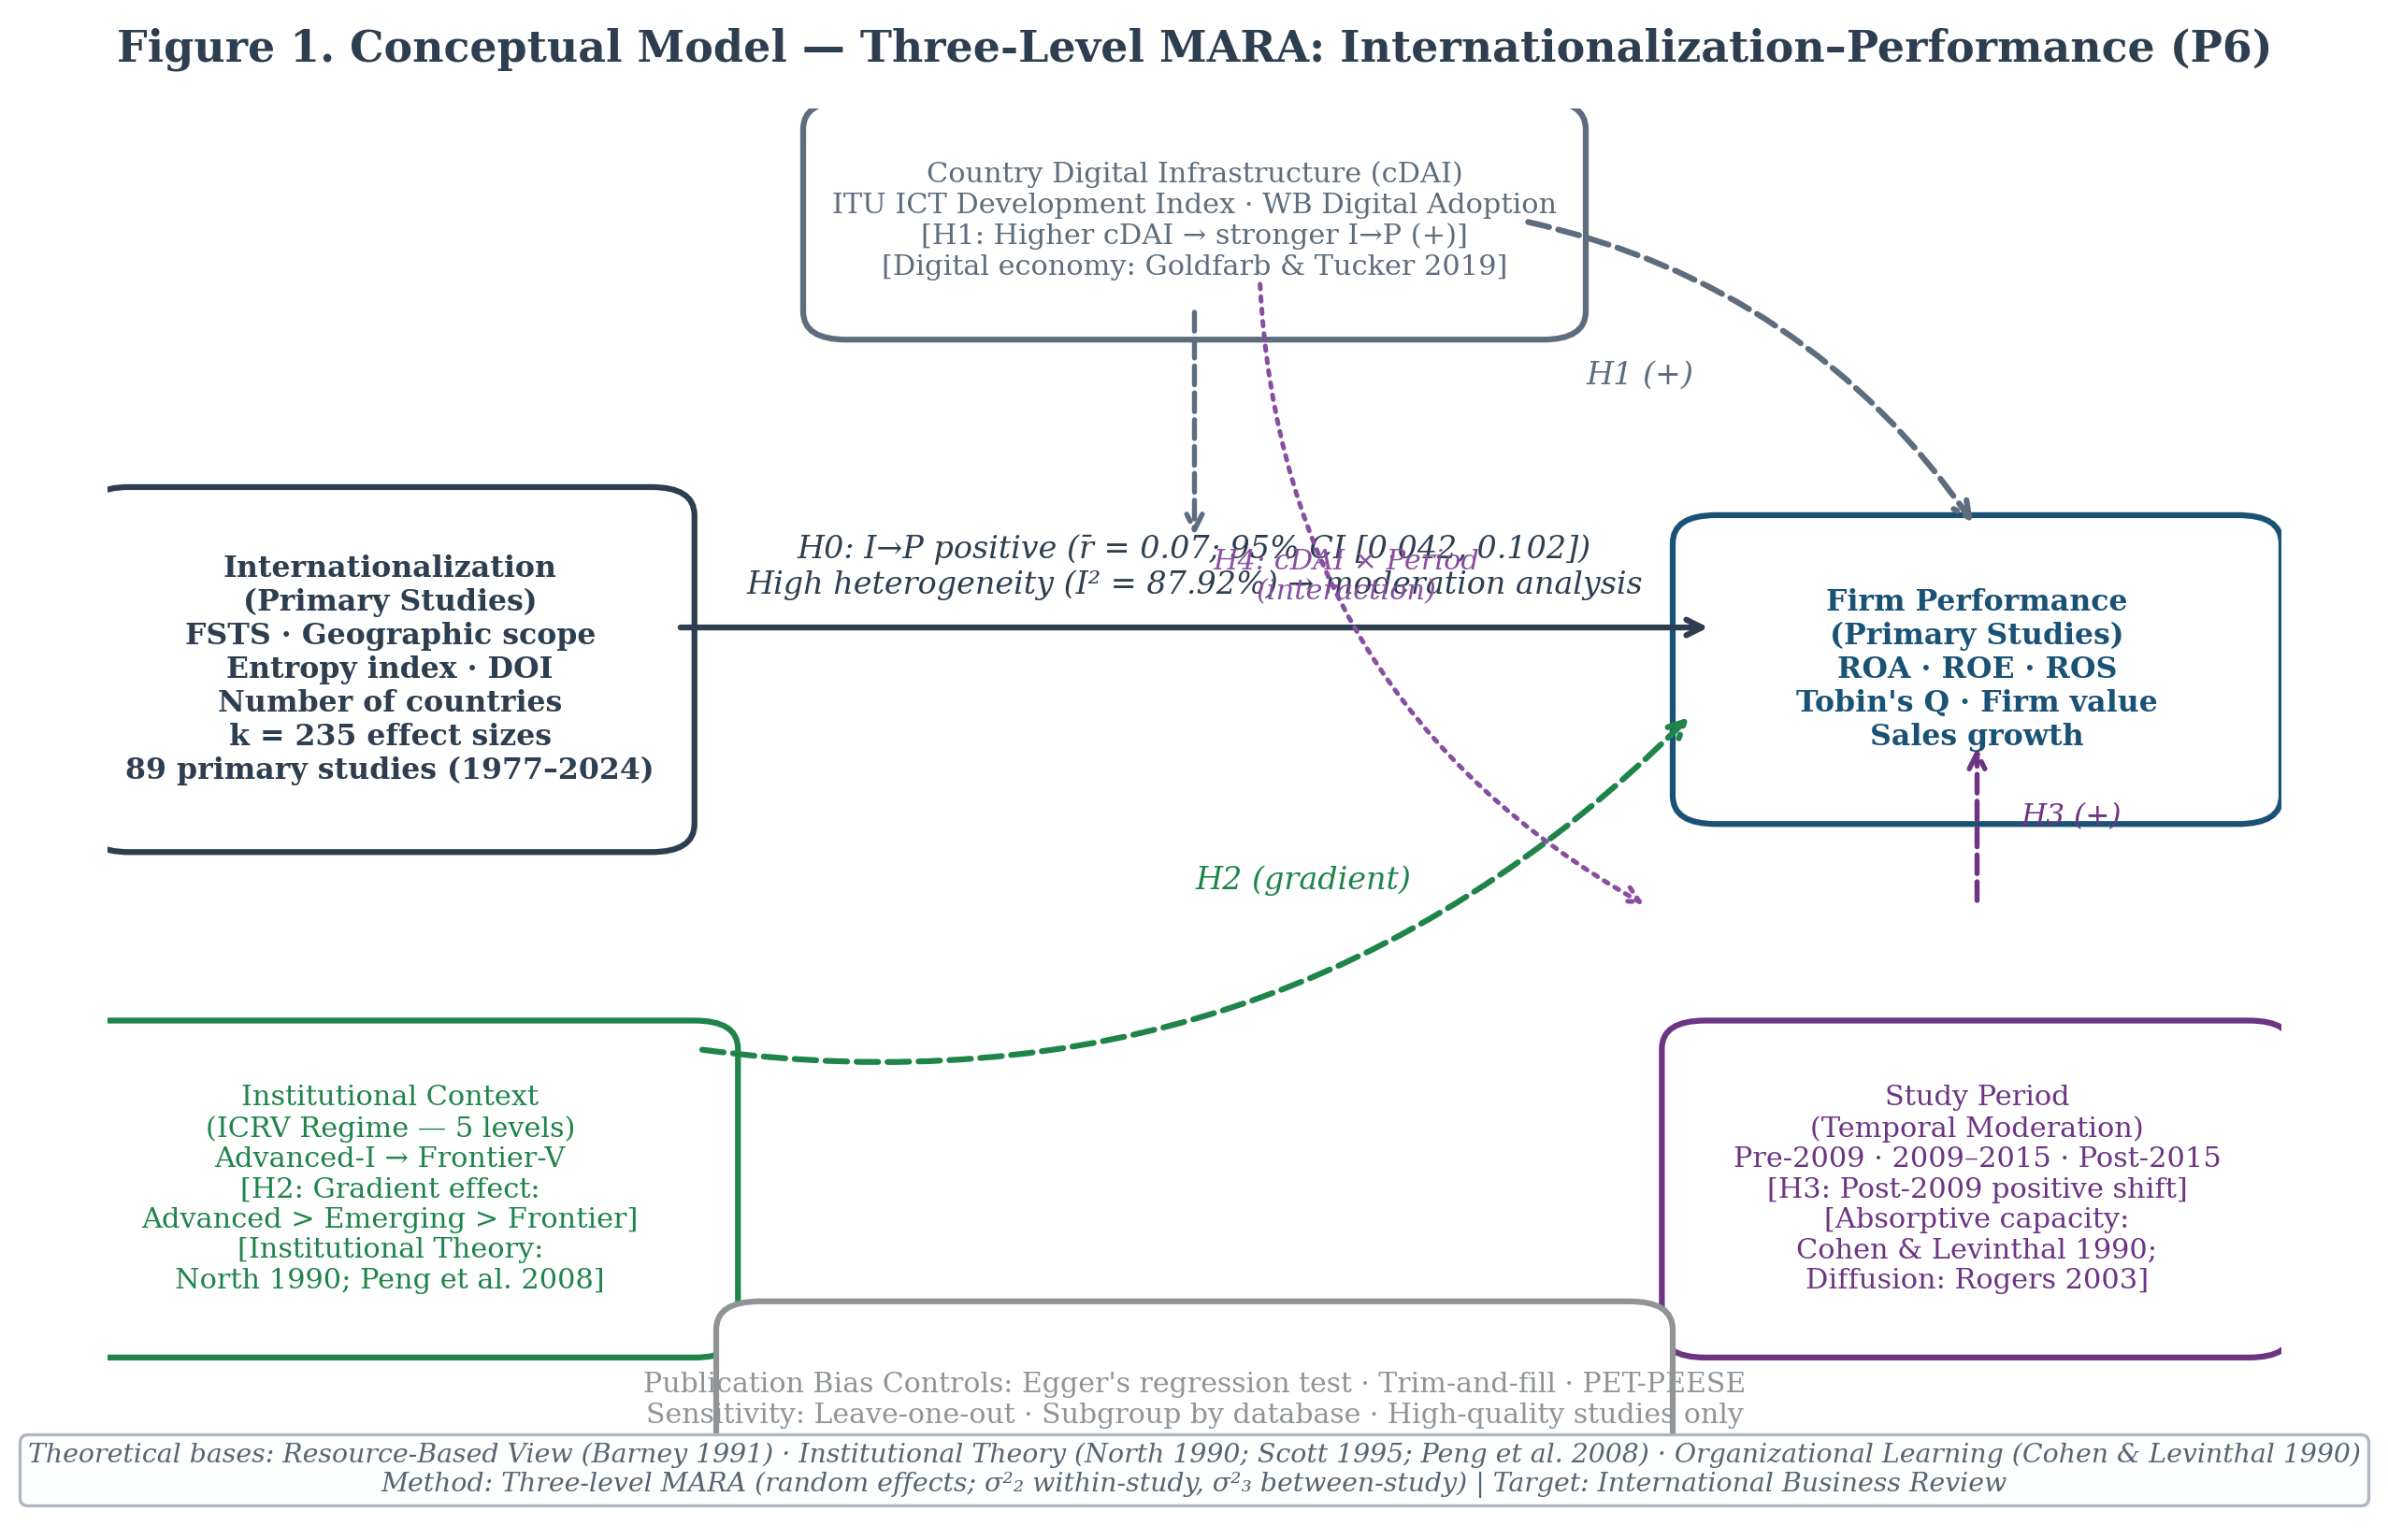 Figure 1. Conceptual Model — Three-Level MARA: Internationalization–Performance (P6)
Country Digital Infrastructure (cDAI)
ITU ICT Development Index · WB Digital Adoption
[H1: Higher cDAI → stronger I→P (+)]
[Digital economy: Goldfarb & Tucker 2019]
H1 (+)
H0: I→P positive (r̄ = 0.07; 95% CI [0.042, 0.102])
High heterogeneity (I² = 87.92%) → moderation analysis
H4: cDAI × Period
(interaction)
Internationalization
(Primary Studies)
FSTS · Geographic scope
Entropy index · DOI
Number of countries
k = 235 effect sizes
89 primary studies (1977–2024)
Firm Performance
(Primary Studies)
ROA · ROE · ROS
Tobin's Q · Firm value
Sales growth
H3 (+)
H2 (gradient)
Institutional Context
(ICRV Regime — 5 levels)
Advanced-I → Frontier-V
[H2: Gradient effect:
Advanced > Emerging > Frontier]
[Institutional Theory:
North 1990; Peng et al. 2008]
Study Period
(Temporal Moderation)
Pre-2009 · 2009–2015 · Post-2015
[H3: Post-2009 positive shift]
[Absorptive capacity:
Cohen & Levinthal 1990;
Diffusion: Rogers 2003]
Publication Bias Controls: Egger's regression test · Trim-and-fill · PET-PEESE
Sensitivity: Leave-one-out · Subgroup by database · High-quality studies only
Theoretical bases: Resource-Based View (Barney 1991) · Institutional Theory (North 1990; Scott 1995; Peng et al. 2008) · Organizational Learning (Cohen & Levinthal 1990)
Method: Three-level MARA (random effects; σ²₂ within-study, σ²₃ between-study) | Target: International Business Review